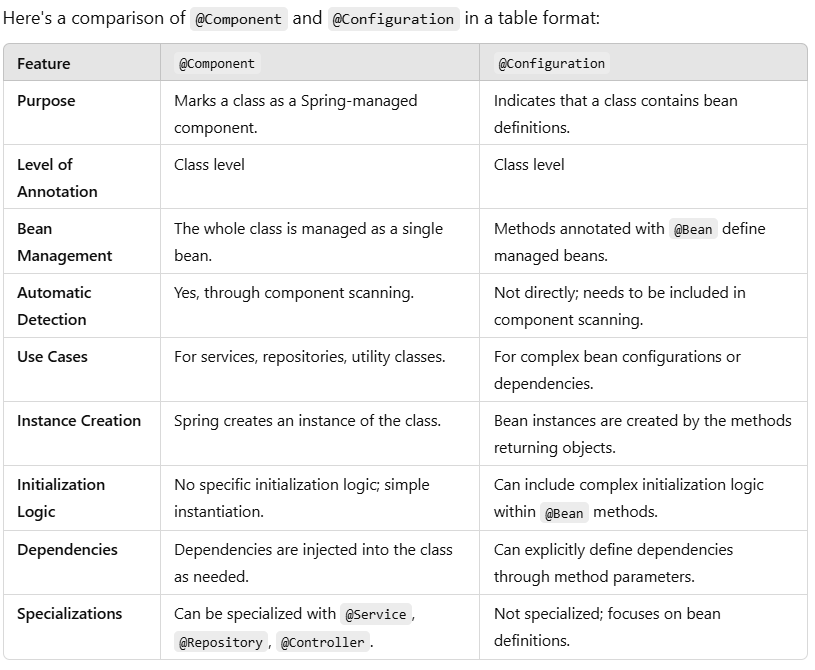 Here's a comparison of @Component and @Configuration in a table format:
Feature @Component @Configuration
Purpose Marks a class as a Spring-managed Indicates that a class contains bean
component. definitions.
Level of Class level Class level
Annotation
Bean The whole class is managed as a single Methods annotated with @Bean define
Management bean. managed beans.
Automatic Yes, through component scanning. Not directly; needs to be included in
Detection component scanning.
Use Cases For services, repositories, utility classes. For complex bean configurations or
dependencies.
Instance Creation Spring creates an instance of the class. Bean instances are created by the methods
returning objects.
Initialization No specific initialization logic; simple Can include complex initialization logic
Logic instantiation. within @Bean methods.
Dependencies Dependencies are injected into the class Can explicitly define dependencies
as needed. through method parameters.
Specializations Can be specialized with @Service, Not specialized; focuses on bean
@Repository, @Controller. definitions.